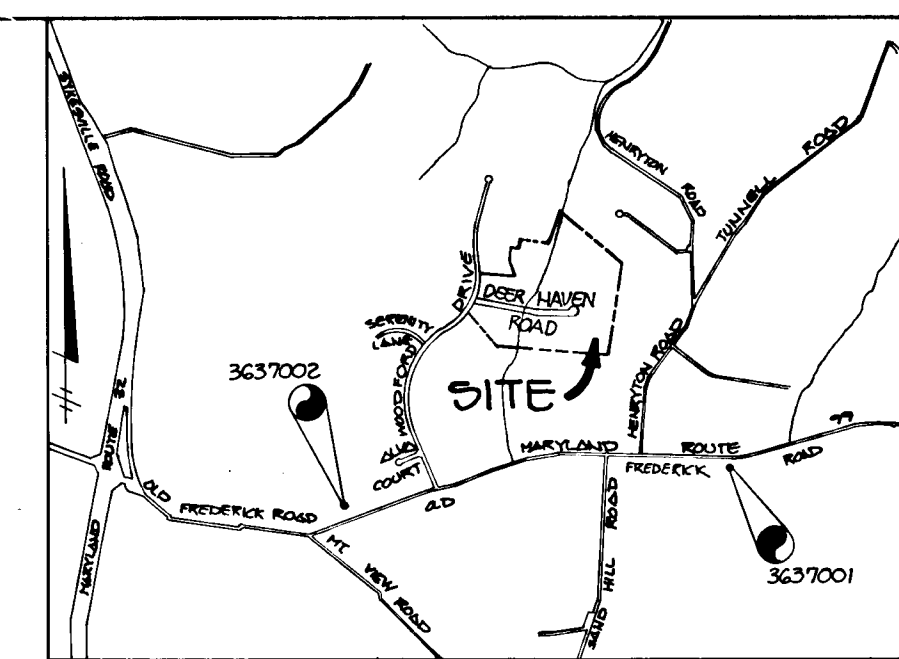 SYKESVILLE ROAD
HENRYTON ROAD
TUNNELL ROAD
DRIVE
DEER HAVEN
ROAD
SERENITY
LANE
WOODFORD
3637002
SITE
HENRYTON ROAD
ROUTE 32
MARYLAND
OLD FREDERICK ROAD
COURT
OLD
MARYLAND ROUTE 99
FREDERICK ROAD
MT. VIEW ROAD
SAND HILL ROAD
3637001